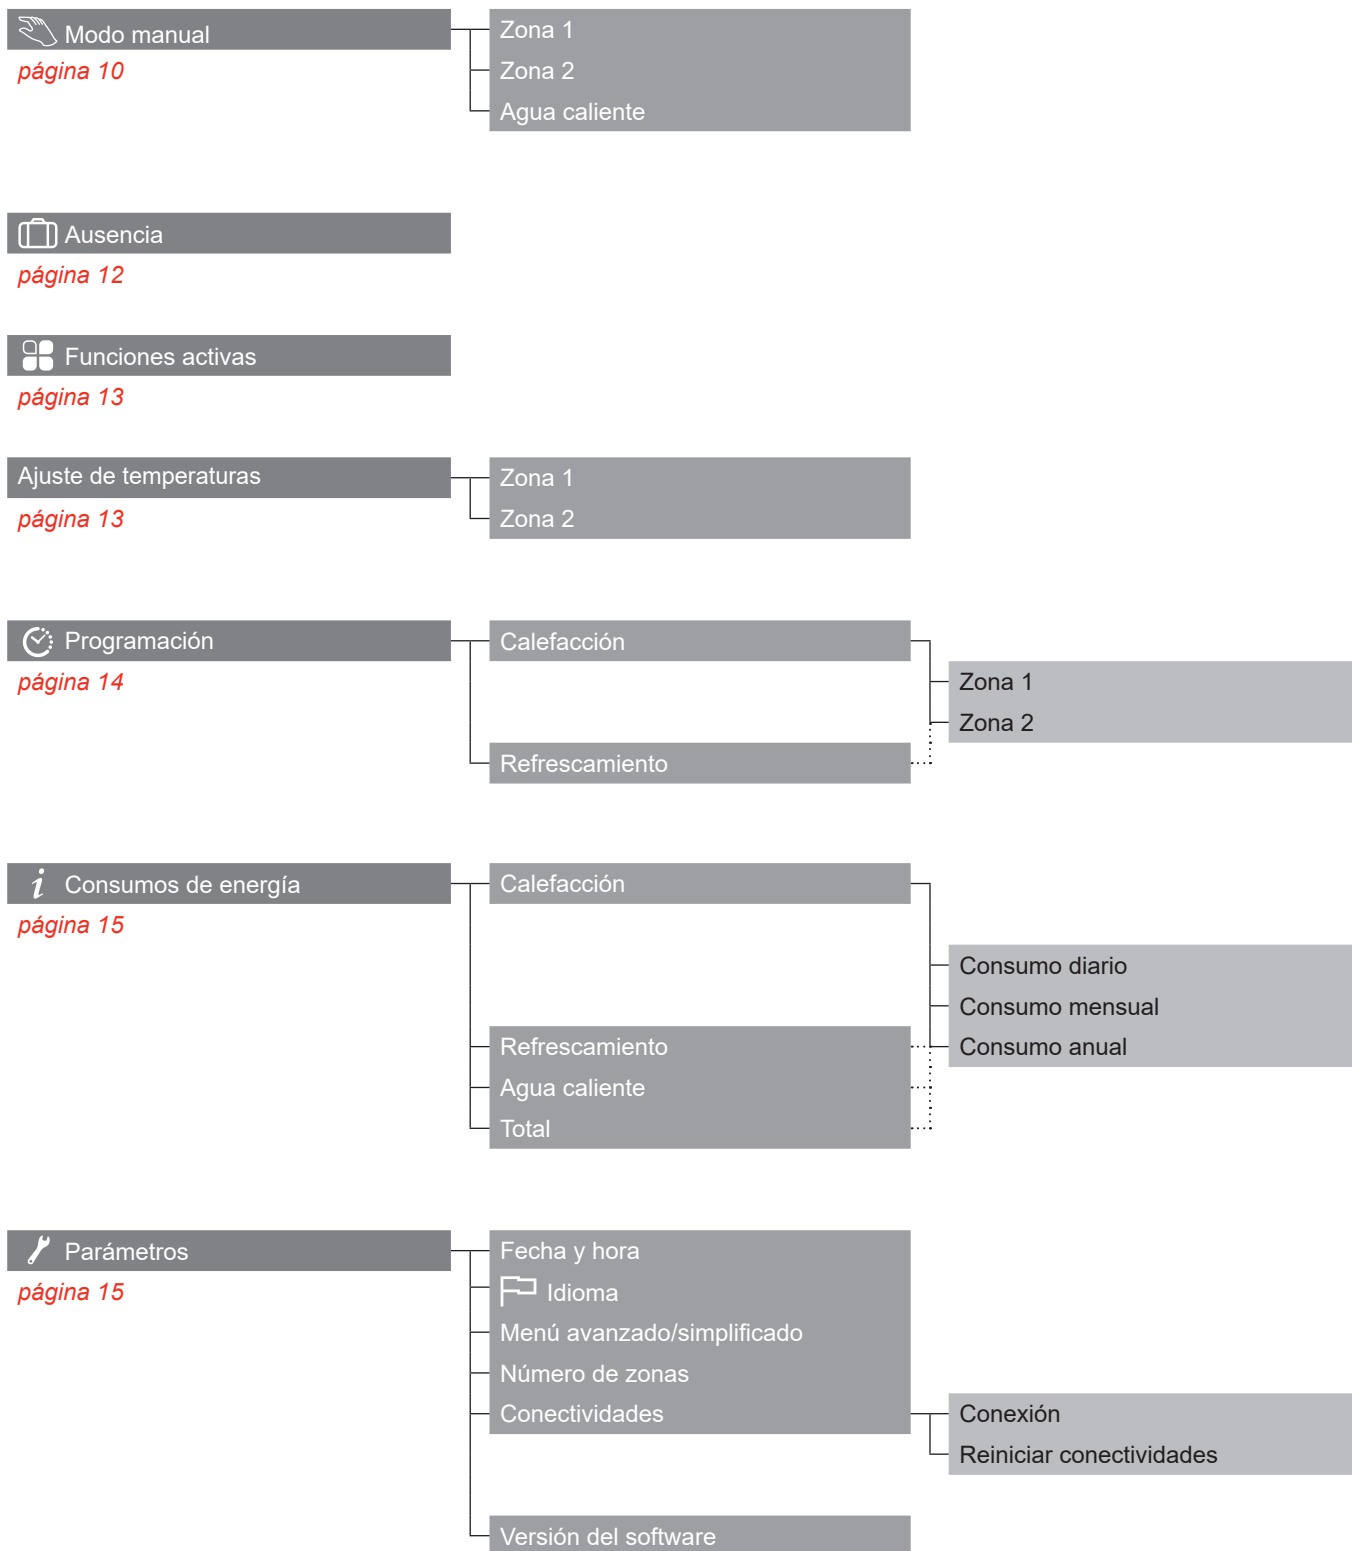 Modo manual
página 10
Zona 1
Zona 2
Agua caliente
Ausencia
página 12
Funciones activas
página 13
Ajuste de temperaturas
página 13
Zona 1
Zona 2
Programación
página 14
Calefacción
Zona 1
Zona 2
Refrescamiento
Consumos de energía
página 15
Calefacción
Consumo diario
Consumo mensual
Consumo anual
Refrescamiento
Agua caliente
Total
Parámetros
página 15
Fecha y hora
Idioma
Menú avanzado/simplificado
Número de zonas
Conectividades
Conexión
Reiniciar conectividades
Versión del software